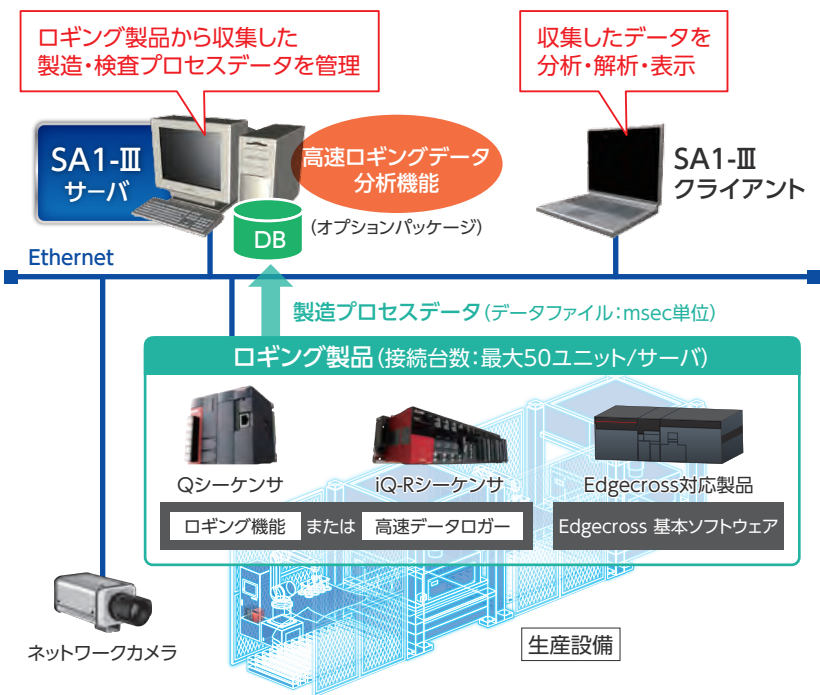 ロギング製品から収集した
製造・検査プロセスデータを管理
収集したデータを
分析・解析・表示
SA1-Ⅲ
サーバ
高速ロギングデータ
分析機能
(オプションパッケージ)
DB
SA1-Ⅲ
クライアント
Ethernet
製造プロセスデータ(データファイル:msec単位)
ロギング製品(接続台数:最大50ユニット/サーバ)
Qシーケンサ
iQ-Rシーケンサ
Edgecross対応製品
ロギング機能 または 高速データロガー
Edgecross 基本ソフトウェア
ネットワークカメラ
生産設備